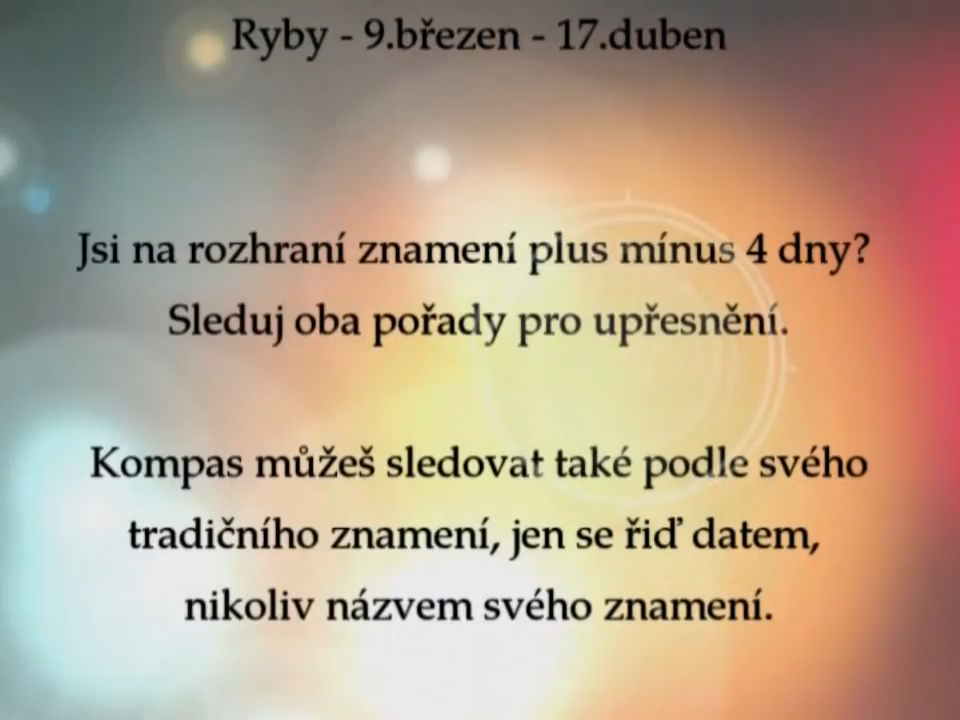 Ryby - 9.březen - 17.duben
Jsi na rozhraní znamení plus mínus 4 dny?
Sleduj oba pořady pro upřesnění.
Kompas můžeš sledovat také podle svého
tradičního znamení, jen se řiď datem,
nikoliv názvem svého znamení.